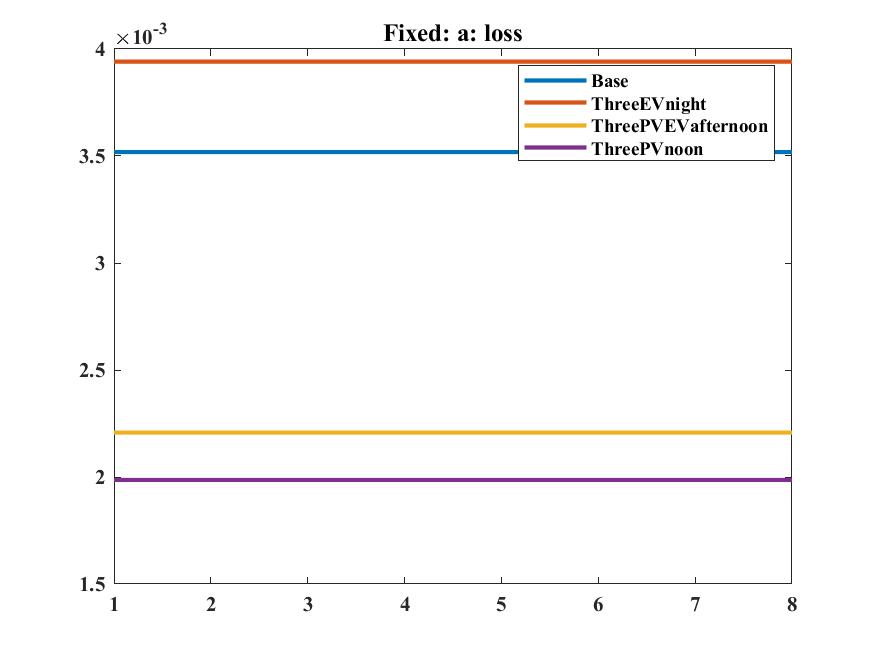 Fixed: a: loss
×10-3
4
3.5
3
2.5
2
1.5
1 2 3 4 5 6 7 8
Base
ThreeEVnight
ThreePVEVafternoon
ThreePVnoon